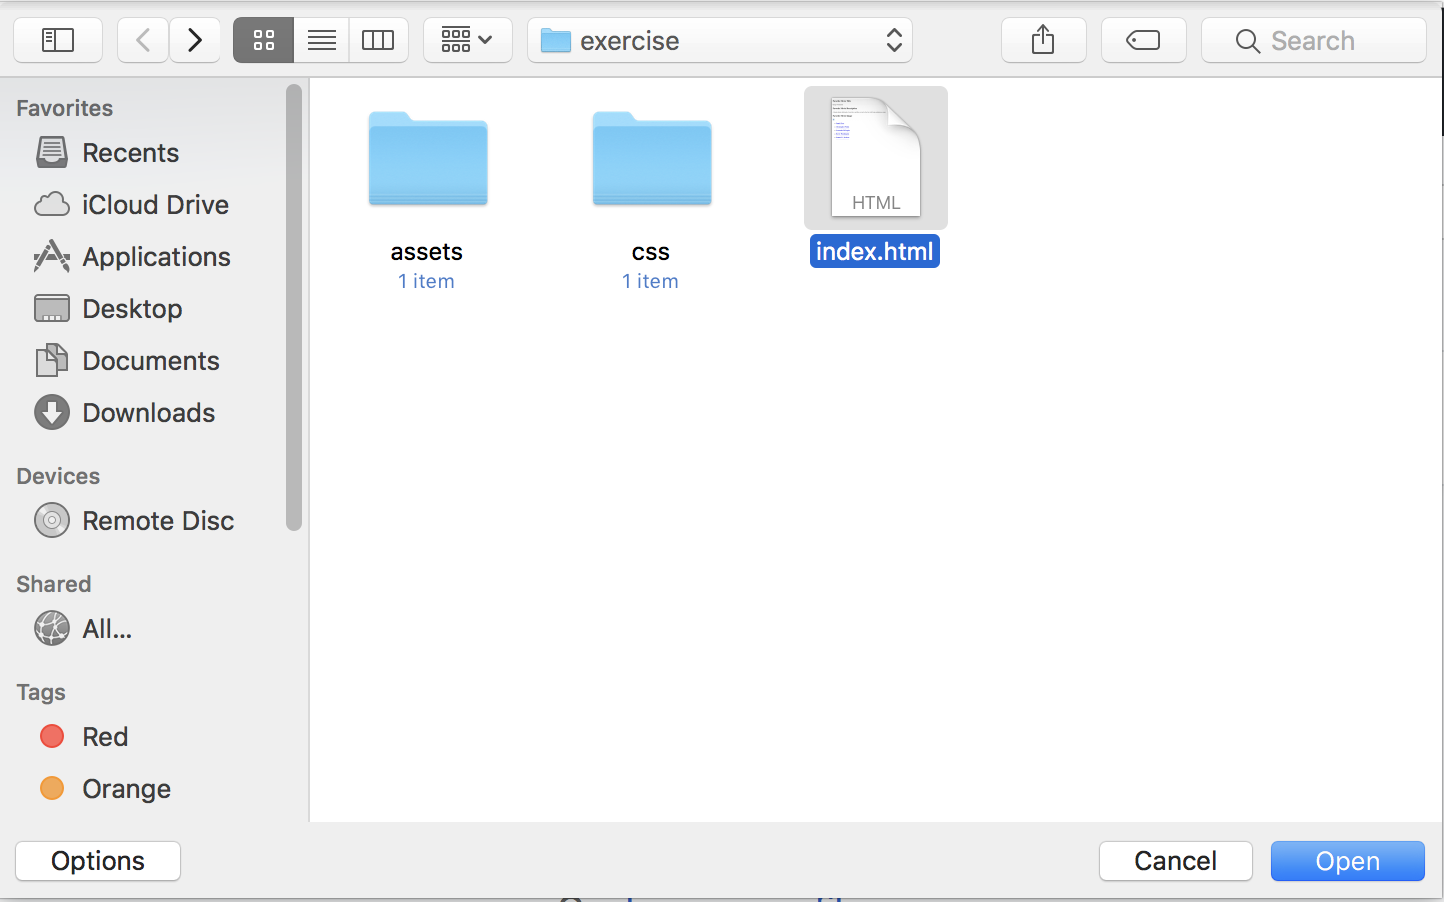 exercise
Search
Favorites
Recents
iCloud Drive
Applications
Desktop
Documents
Downloads
Devices
Remote Disc
Shared
All...
Tags
Red
Orange
HTML
assets
1 item
css
1 item
index.html
Options
Cancel
Open